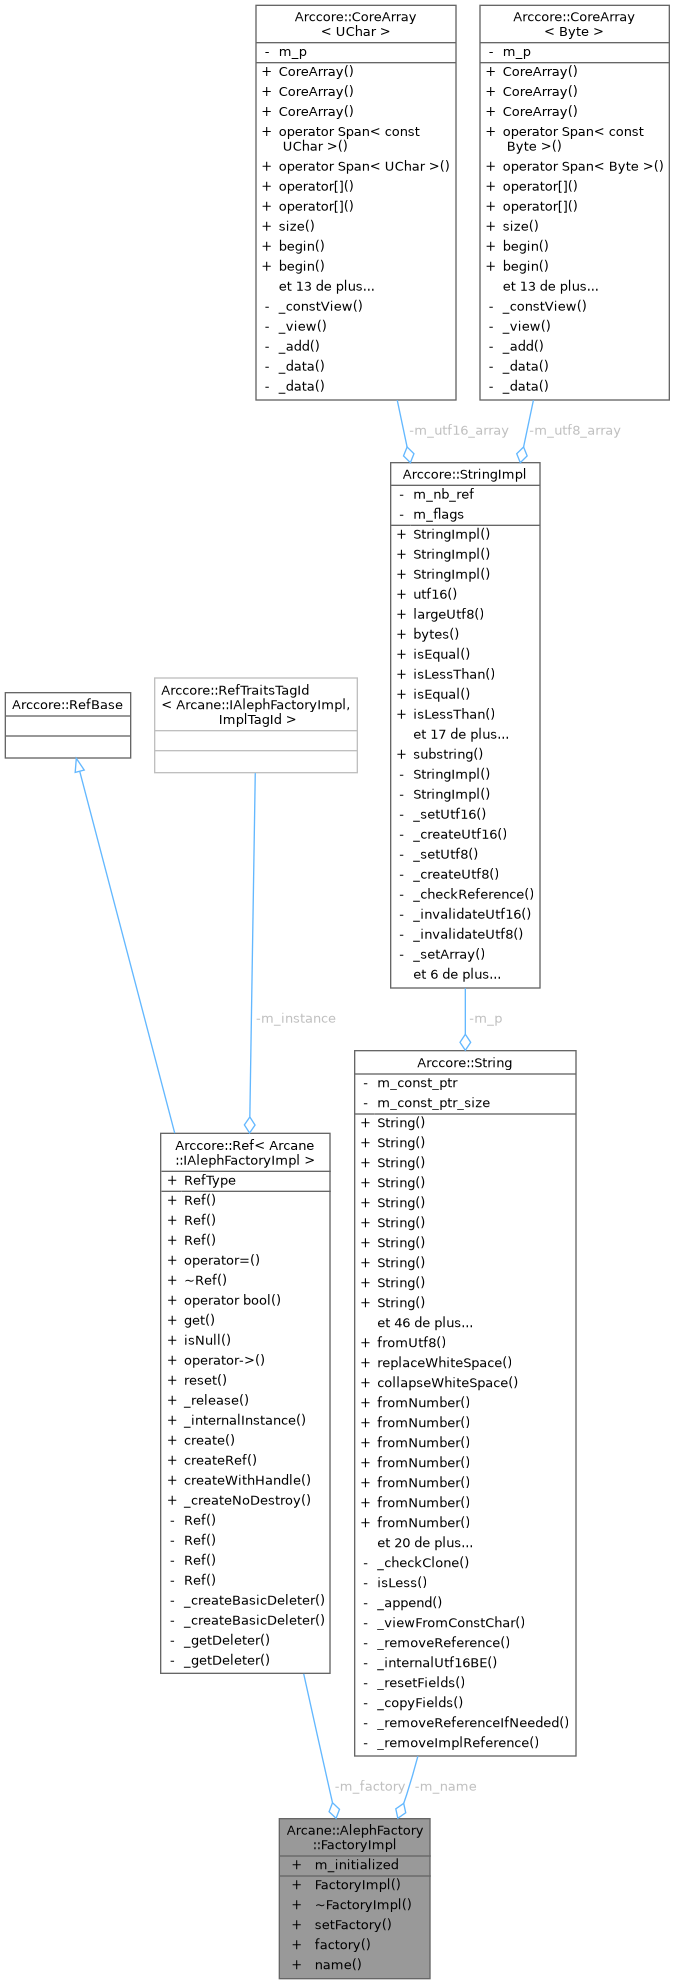 Arccore::CoreArray
< UChar >
- m_p
+ CoreArray()
+ CoreArray()
+ CoreArray()
+ operator Span< const
UChar >()
+ operator Span< UChar >()
+ operator[]()
+ operator[]()
+ size()
+ begin()
+ begin()
et 13 de plus...
- _constView()
- _view()
- _add()
- _data()
- _data()
Arccore::CoreArray
< Byte >
- m_p
+ CoreArray()
+ CoreArray()
+ CoreArray()
+ operator Span< const
Byte >()
+ operator Span< Byte >()
+ operator[]()
+ operator[]()
+ size()
+ begin()
+ begin()
et 13 de plus...
- _constView()
- _view()
- _add()
- _data()
- _data()
-m_utf16_array
-m_utf8_array
Arccore::StringImpl
- m_nb_ref
- m_flags
+ StringImpl()
+ StringImpl()
+ StringImpl()
+ utf16()
+ largeUtf8()
+ bytes()
+ isEqual()
+ isLessThan()
+ isEqual()
+ isLessThan()
et 17 de plus...
+ substring()
- StringImpl()
- StringImpl()
- _setUtf16()
- _createUtf16()
- _setUtf8()
- _createUtf8()
- _checkReference()
- _invalidateUtf16()
- _invalidateUtf8()
- _setArray()
et 6 de plus...
Arccore::RefBase
Arccore::RefTraitsTagId
< Arcane::IAlephFactoryImpl,
ImplTagId >
-m_instance
-m_p
Arccore::Ref< Arcane
::IAlephFactoryImpl >
+ RefType
+ Ref()
+ Ref()
+ Ref()
+ operator=()
+ ~Ref()
+ operator bool()
+ get()
+ isNull()
+ operator->()
+ reset()
+ _release()
+ _internalInstance()
+ create()
+ createRef()
+ createWithHandle()
+ _createNoDestroy()
- Ref()
- Ref()
- Ref()
- Ref()
- _createBasicDeleter()
- _createBasicDeleter()
- _getDeleter()
- _getDeleter()
Arccore::String
- m_const_ptr
- m_const_ptr_size
+ String()
+ String()
+ String()
+ String()
+ String()
+ String()
+ String()
+ String()
+ String()
+ String()
et 46 de plus...
+ fromUtf8()
+ replaceWhiteSpace()
+ collapseWhiteSpace()
+ fromNumber()
+ fromNumber()
+ fromNumber()
+ fromNumber()
+ fromNumber()
+ fromNumber()
+ fromNumber()
et 20 de plus...
- _checkClone()
- isLess()
- _append()
- _viewFromConstChar()
- _removeReference()
- _internalUtf16BE()
- _resetFields()
- _copyFields()
- _removeReferenceIfNeeded()
- _removeImplReference()
-m_factory
-m_name
Arcane::AlephFactory
::FactoryImpl
+ m_initialized
+ FactoryImpl()
+ ~FactoryImpl()
+ setFactory()
+ factory()
+ name()